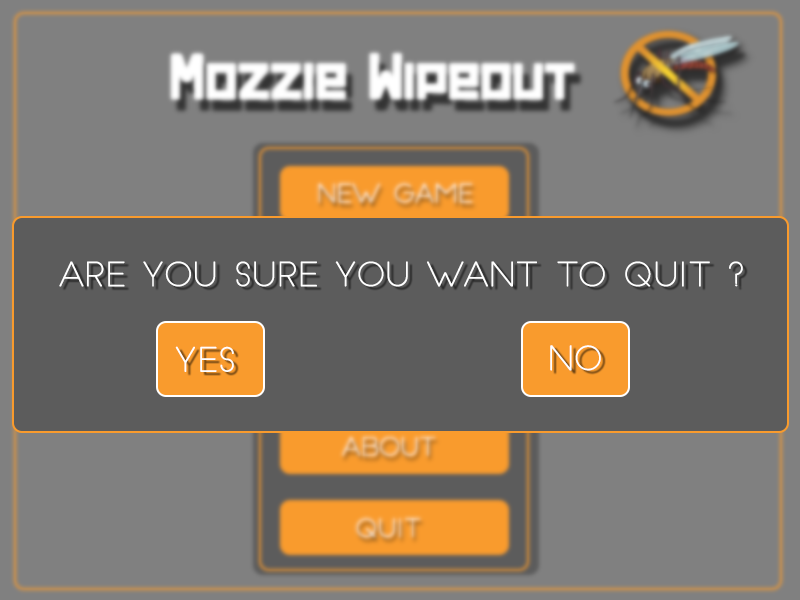 Mozzie Wipeout
NEW GAME
ARE YOU SURE YOU WANT TO QUIT ?
YES NO
ABOUT
QUIT